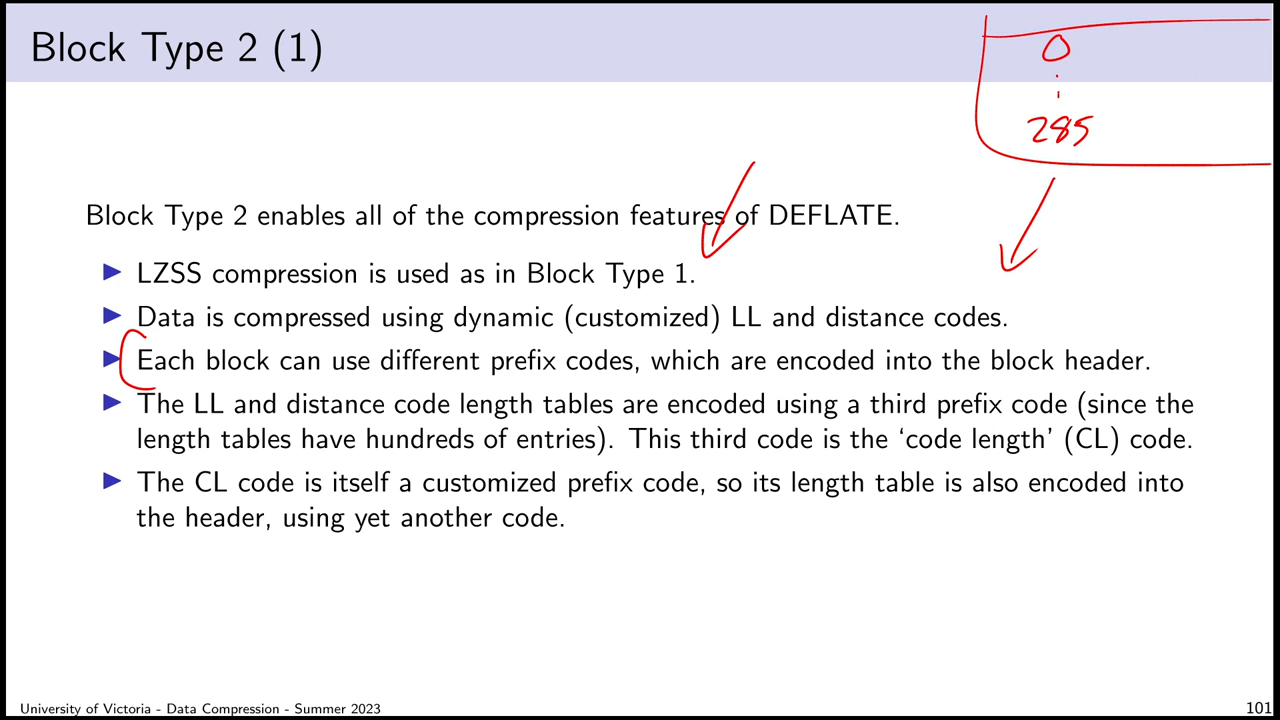 Block Type 2 (1)
0
285
Block Type 2 enables all of the compression features of DEFLATE.
▶ LZSS compression is used as in Block Type 1.
▶ Data is compressed using dynamic (customized) LL and distance codes.
▶ Each block can use different prefix codes, which are encoded into the block header.
▶ The LL and distance code length tables are encoded using a third prefix code (since the
length tables have hundreds of entries). This third code is the ‘code length’ (CL) code.
▶ The CL code is itself a customized prefix code, so its length table is also encoded into
the header, using yet another code.
University of Victoria - Data Compression - Summer 2023
101